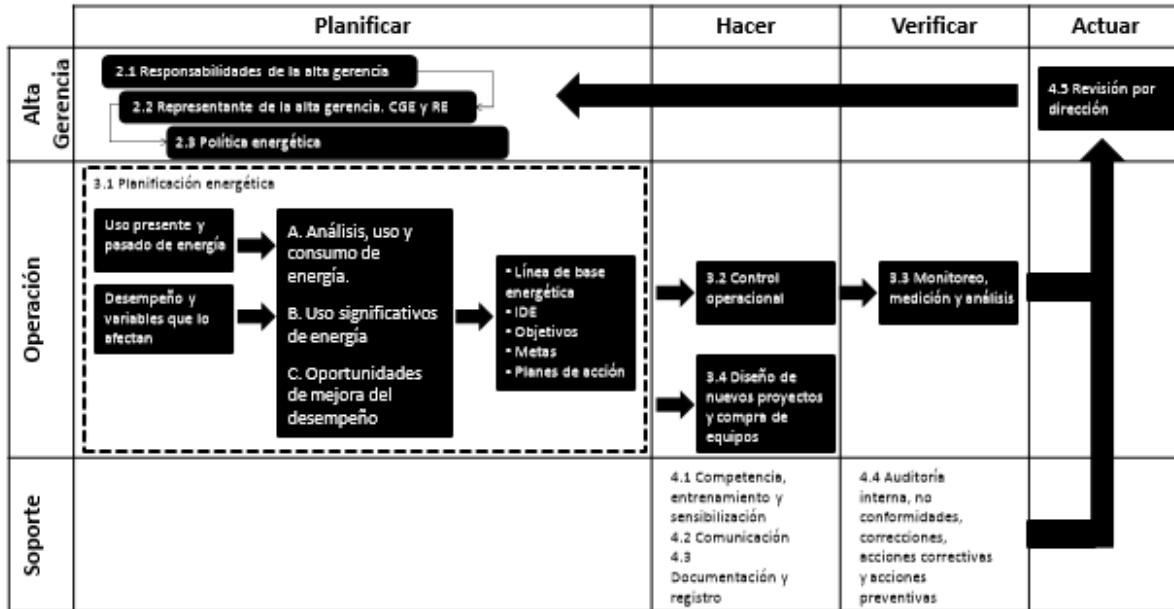 Planificar
Hacer
Verificar
Actuar
Alta
Gerencia
2.1 Responsabilidades de la alta gerencia
2.2 Representante de la alta gerencia. CGE y RE
2.3 Política energética
4.5 Revisión por
dirección
Operación
3.1 Planificación energética
Uso presente y
pasado de energía
Desempeño y
variables que lo
afectan
A. Análisis, uso y
consumo de
energía.
B. Uso significativos
de energía
C. Oportunidades
de mejora del
desempeño
▪ Línea de base
energética
▪ IDE
▪ Objetivos
▪ Metas
▪ Planes de acción
3.2 Control
operacional
3.4 Diseño de
nuevos proyectos
y compra de
equipos
3.3 Monitoreo,
medición y análisis
Soporte
4.1 Competencia,
entrenamiento y
sensibilización
4.2 Comunicación
4.3
Documentación y
registro
4.4 Auditoría
interna, no
conformidades,
correcciones,
acciones correctivas
y acciones
preventivas